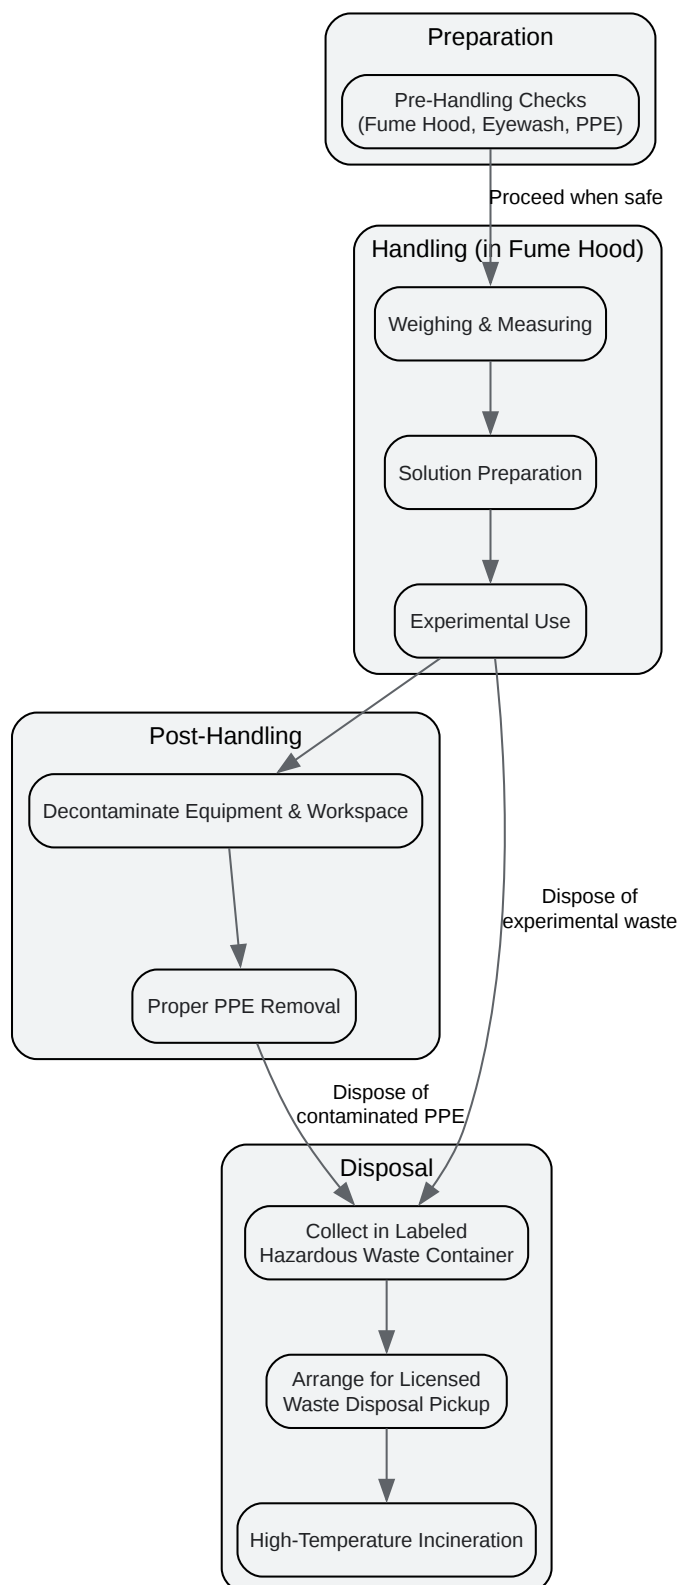 Preparation
Pre-Handling Checks
(Fume Hood, Eyewash, PPE)
Proceed when safe
Handling (in Fume Hood)
Weighing & Measuring
Solution Preparation
Experimental Use
Post-Handling
Decontaminate Equipment & Workspace
Dispose of
experimental waste
Proper PPE Removal
Dispose of
contaminated PPE
Disposal
Collect in Labeled
Hazardous Waste Container
Arrange for Licensed
Waste Disposal Pickup
High-Temperature Incineration